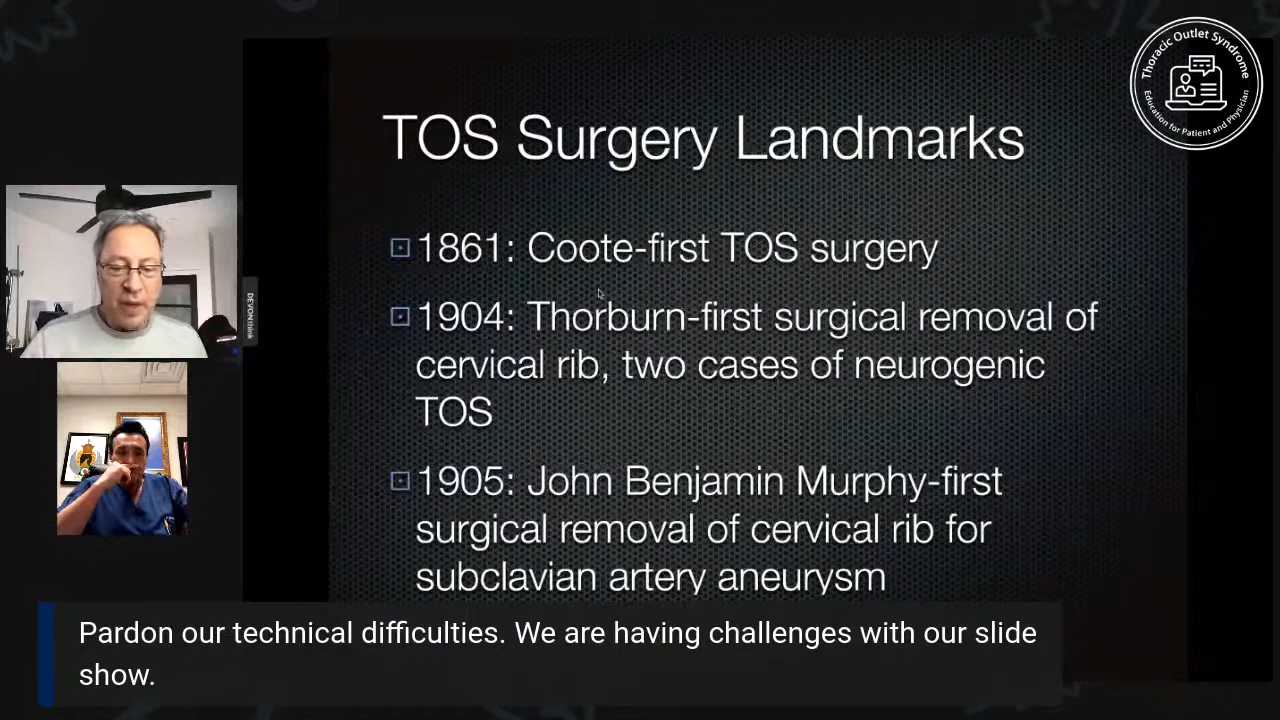 Thoracic Outlet Syndrome
Education for Patient and Physician
TOS Surgery Landmarks
1861: Coote-first TOS surgery
1904: Thorburn-first surgical removal of
cervical rib, two cases of neurogenic
TOS
1905: John Benjamin Murphy-first
surgical removal of cervical rib for
subclavian artery aneurysm
DEVONthink
Pardon our technical difficulties. We are having challenges with our slide
show.